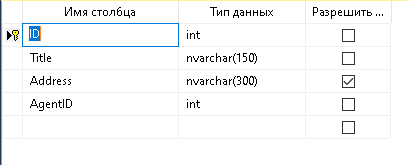 Имя столбца Тип данных Разрешить ...
ID int
Title nvarchar(150)
Address nvarchar(300)
AgentID int